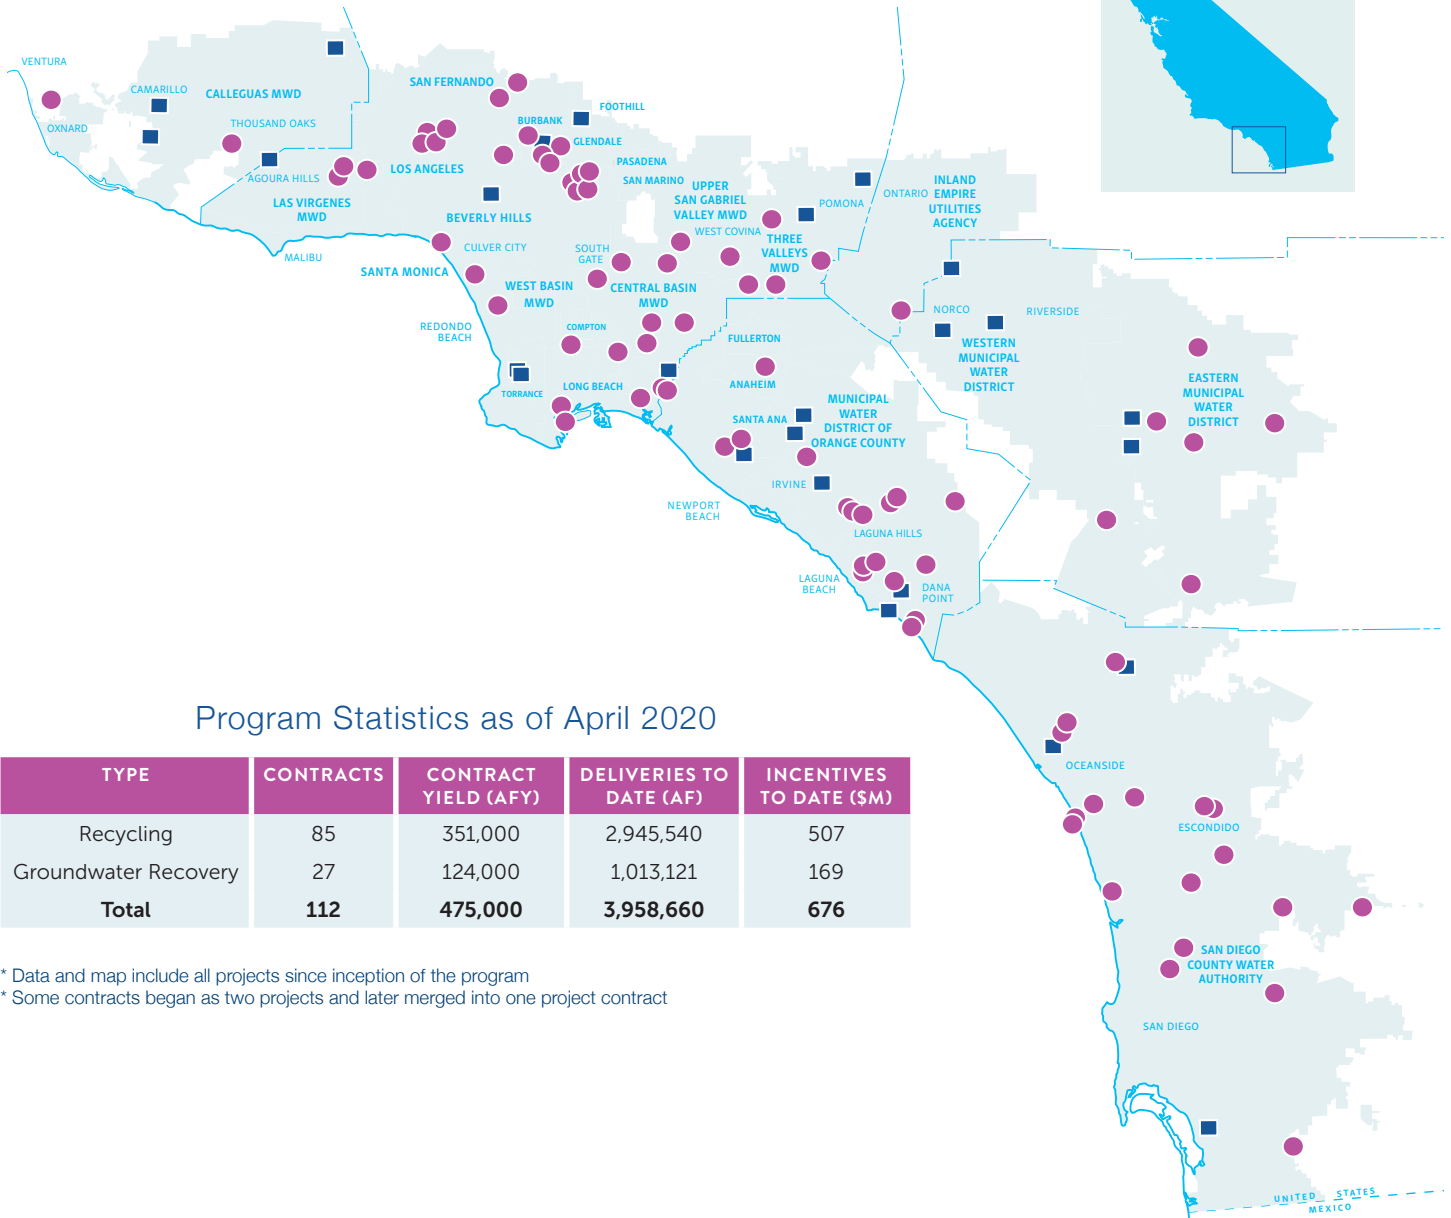 VENTURA
CAMARILLO
CALLEGUAS MWD
OXNARD
THOUSAND OAKS
AGOURA HILLS
LAS VIRGENES
MWD
MALIBU
SAN FERNANDO
BURBANK
FOOTHILL
GLENDALE
LOS ANGELES
PASADENA
SAN MARINO
BEVERLY HILLS
UPPER
SAN GABRIEL
VALLEY MWD
WEST COVINA
POMONA
ONTARIO
INLAND
EMPIRE
UTILITIES
AGENCY
THREE
VALLEYS
MWD
CULVER CITY
SOUTH
GATE
SANTA MONICA
WEST BASIN
MWD
CENTRAL BASIN
MWD
REDONDO
BEACH
COMPTON
TORRANCE
LONG BEACH
FULLERTON
ANAHEIM
NORCO
RIVERSIDE
WESTERN
MUNICIPAL
WATER
DISTRICT
EASTERN
MUNICIPAL
WATER
DISTRICT
SANTA ANA
MUNICIPAL
WATER
DISTRICT OF
ORANGE COUNTY
IRVINE
NEWPORT
BEACH
LAGUNA HILLS
LAGUNA
BEACH
DANA
POINT
OCEANSIDE
ESCONDIDO
SAN DIEGO
COUNTY WATER
AUTHORITY
SAN DIEGO
UNITED STATES
MEXICO
Program Statistics as of April 2020
TYPE CONTRACTS CONTRACT YIELD (AFY) DELIVERIES TO DATE (AF) INCENTIVES TO DATE ($M)
Recycling 85 351,000 2,945,540 507
Groundwater Recovery 27 124,000 1,013,121 169
Total 112 475,000 3,958,660 676
* Data and map include all projects since inception of the program
* Some contracts began as two projects and later merged into one project contract